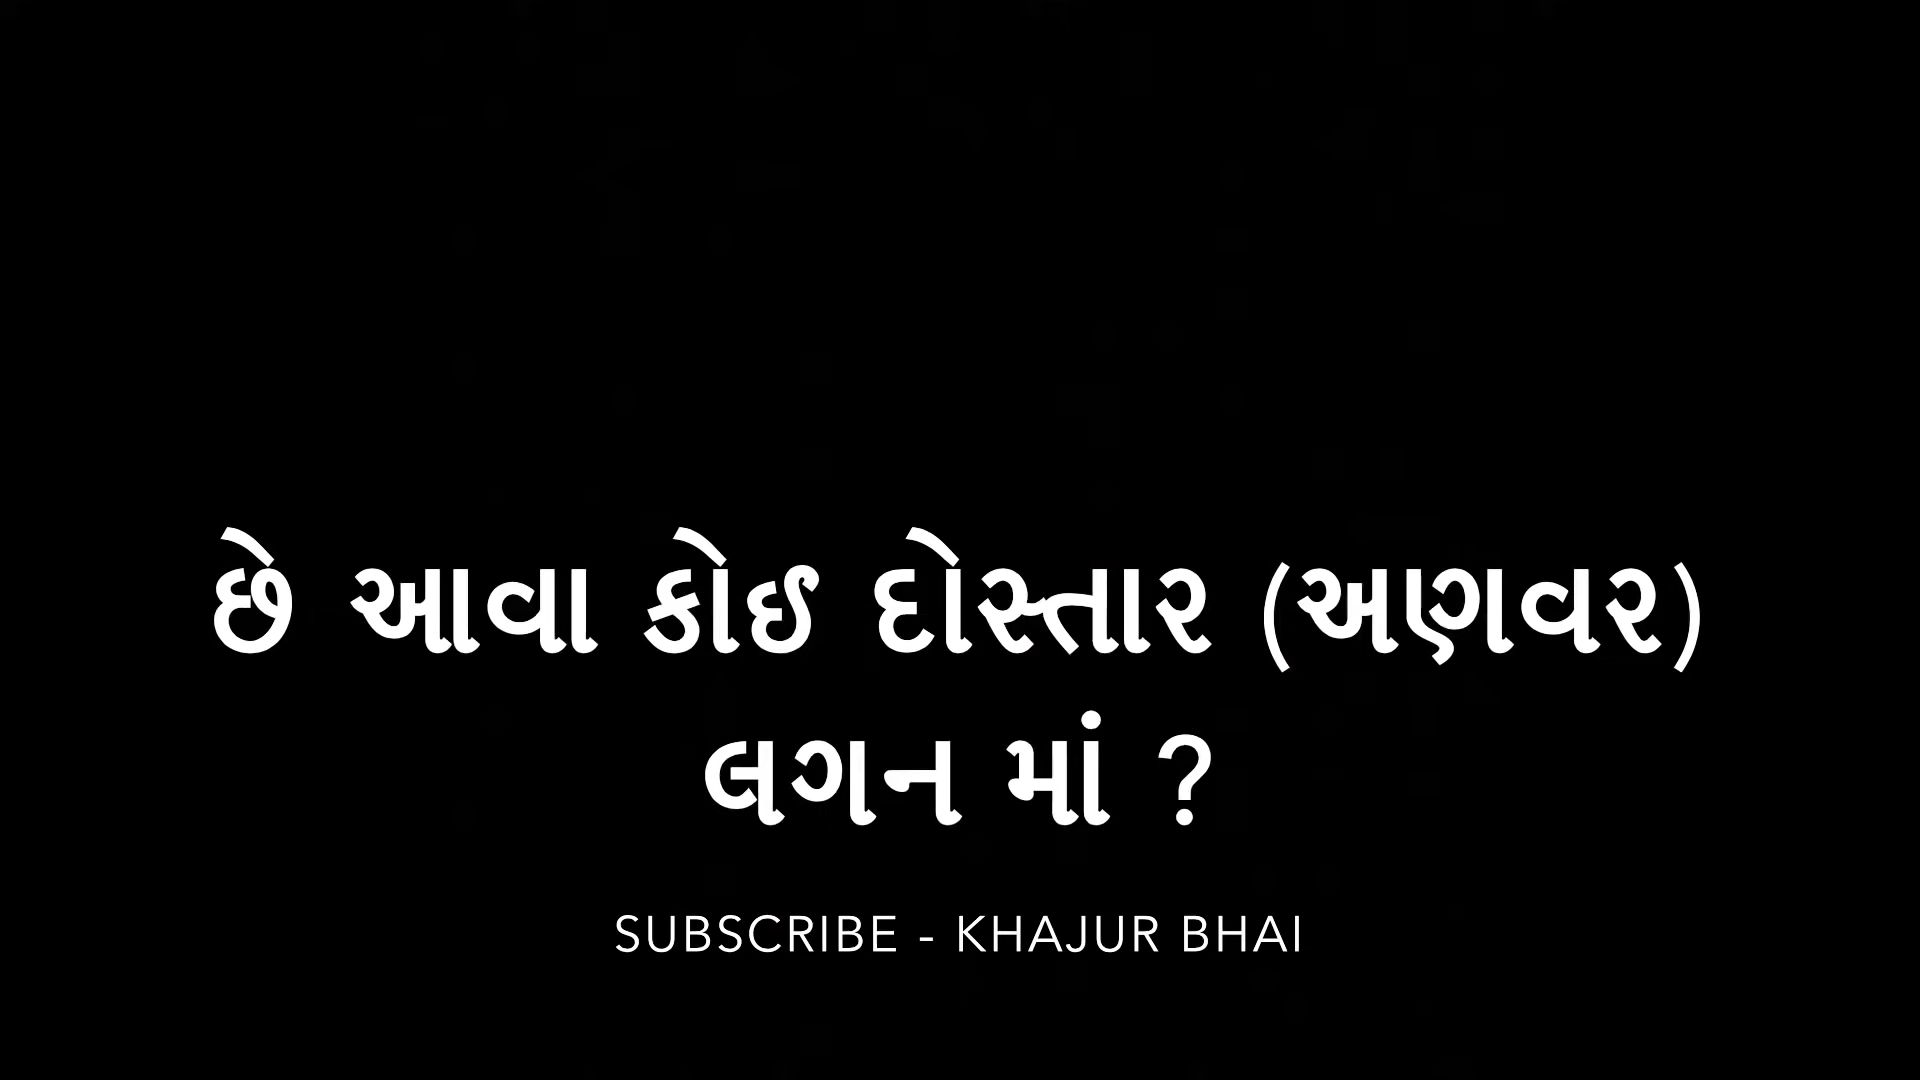 છે આવા કોઈ દોસ્તાર (અણવર)
લગન માં ?
SUBSCRIBE - KHAJUR BHAI